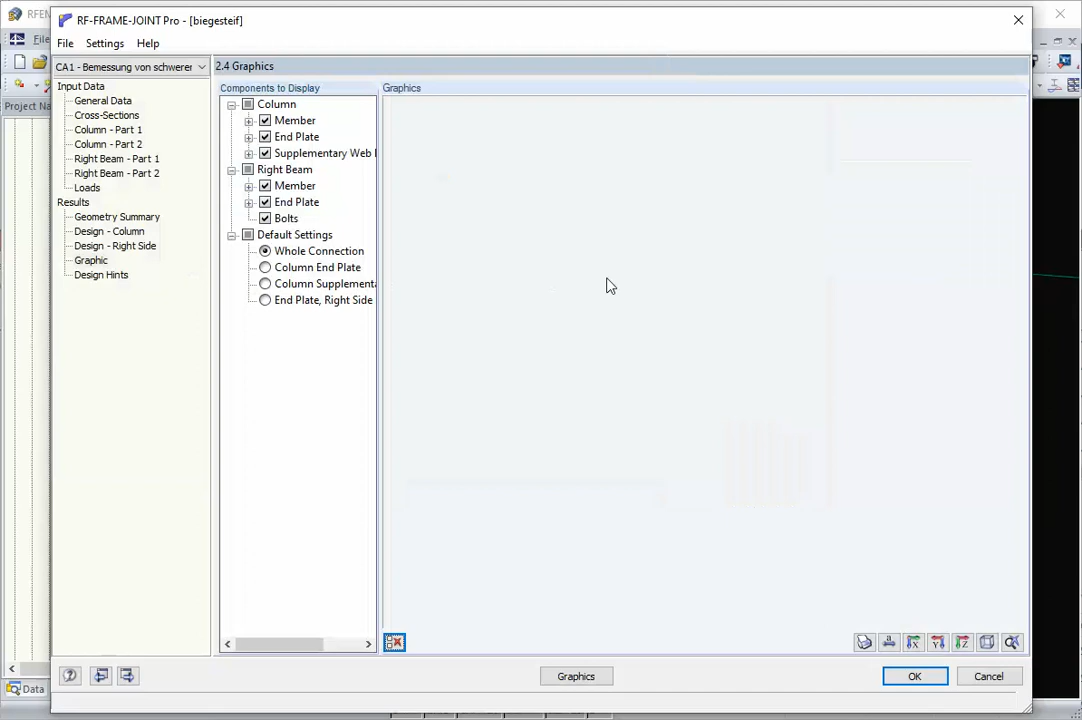 RFEM
RF-FRAME-JOINT Pro - [biegesteif]
File
File Settings Help
CA1 - Bemessung von schwerer
2.4 Graphics
Input Data
General Data
Cross-Sections
Column - Part 1
Column - Part 2
Right Beam - Part 1
Right Beam - Part 2
Loads
Results
Geometry Summary
Design - Column
Design - Right Side
Graphic
Design Hints
Components to Display
Column
Member
End Plate
Supplementary Web
Right Beam
Member
End Plate
Bolts
Default Settings
Whole Connection
Column End Plate
Column Supplementa
End Plate, Right Side
Graphics
Project Na
X
Y
Z
Data
Graphics
OK
Cancel